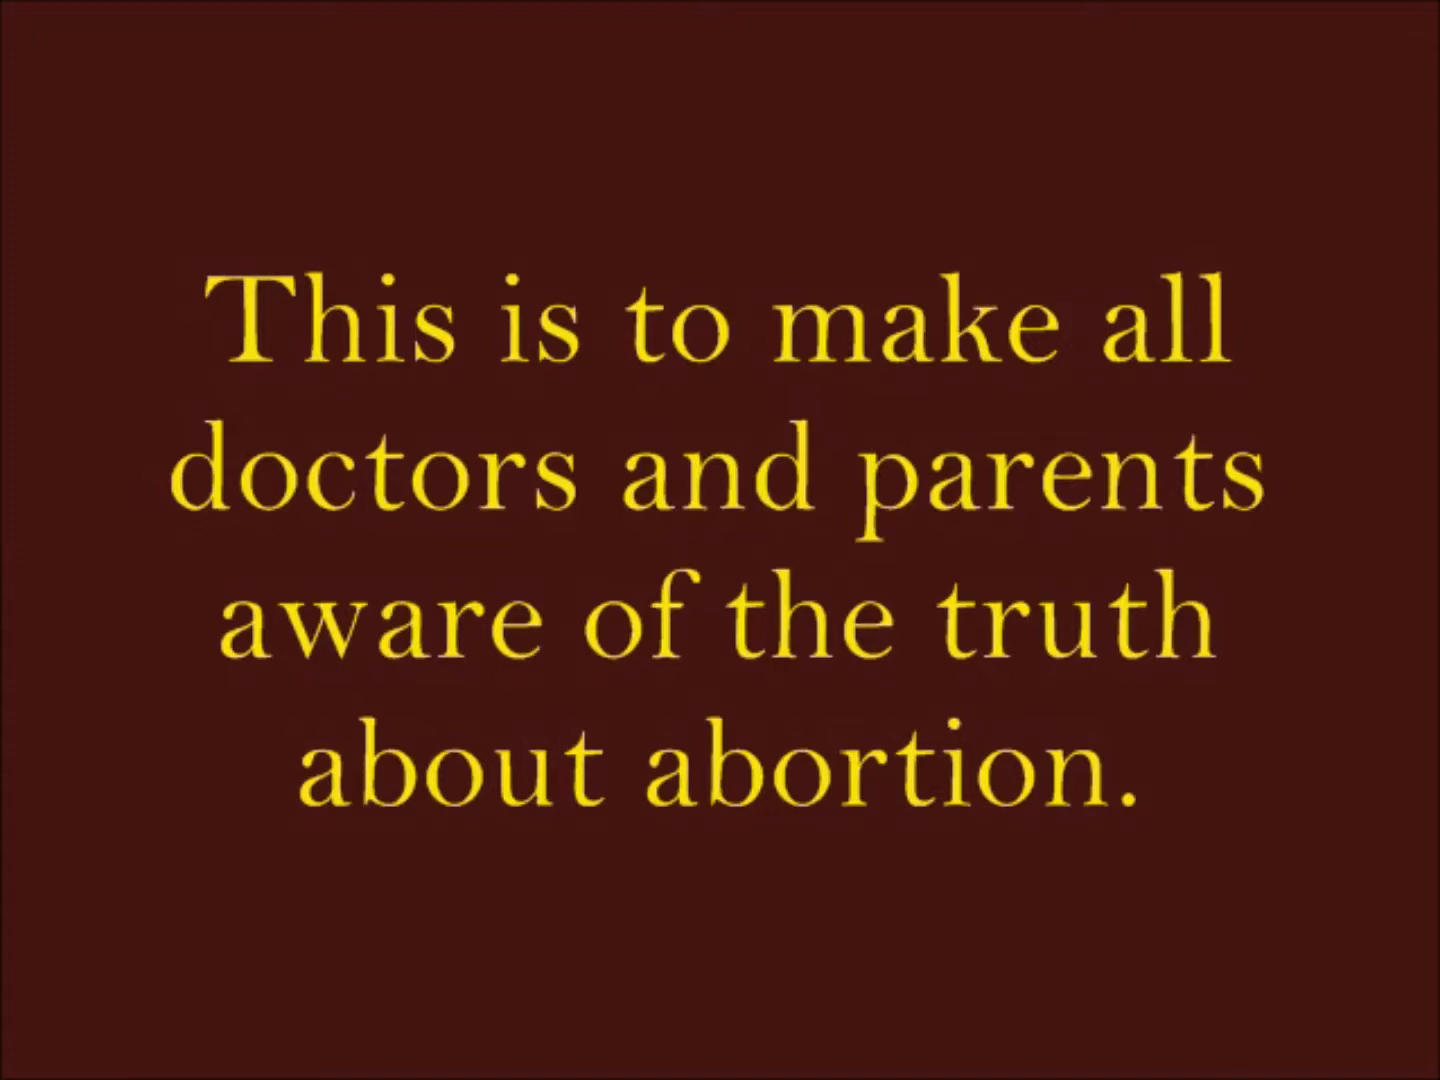 This is to make all
doctors and parents
aware of the truth
about abortion.